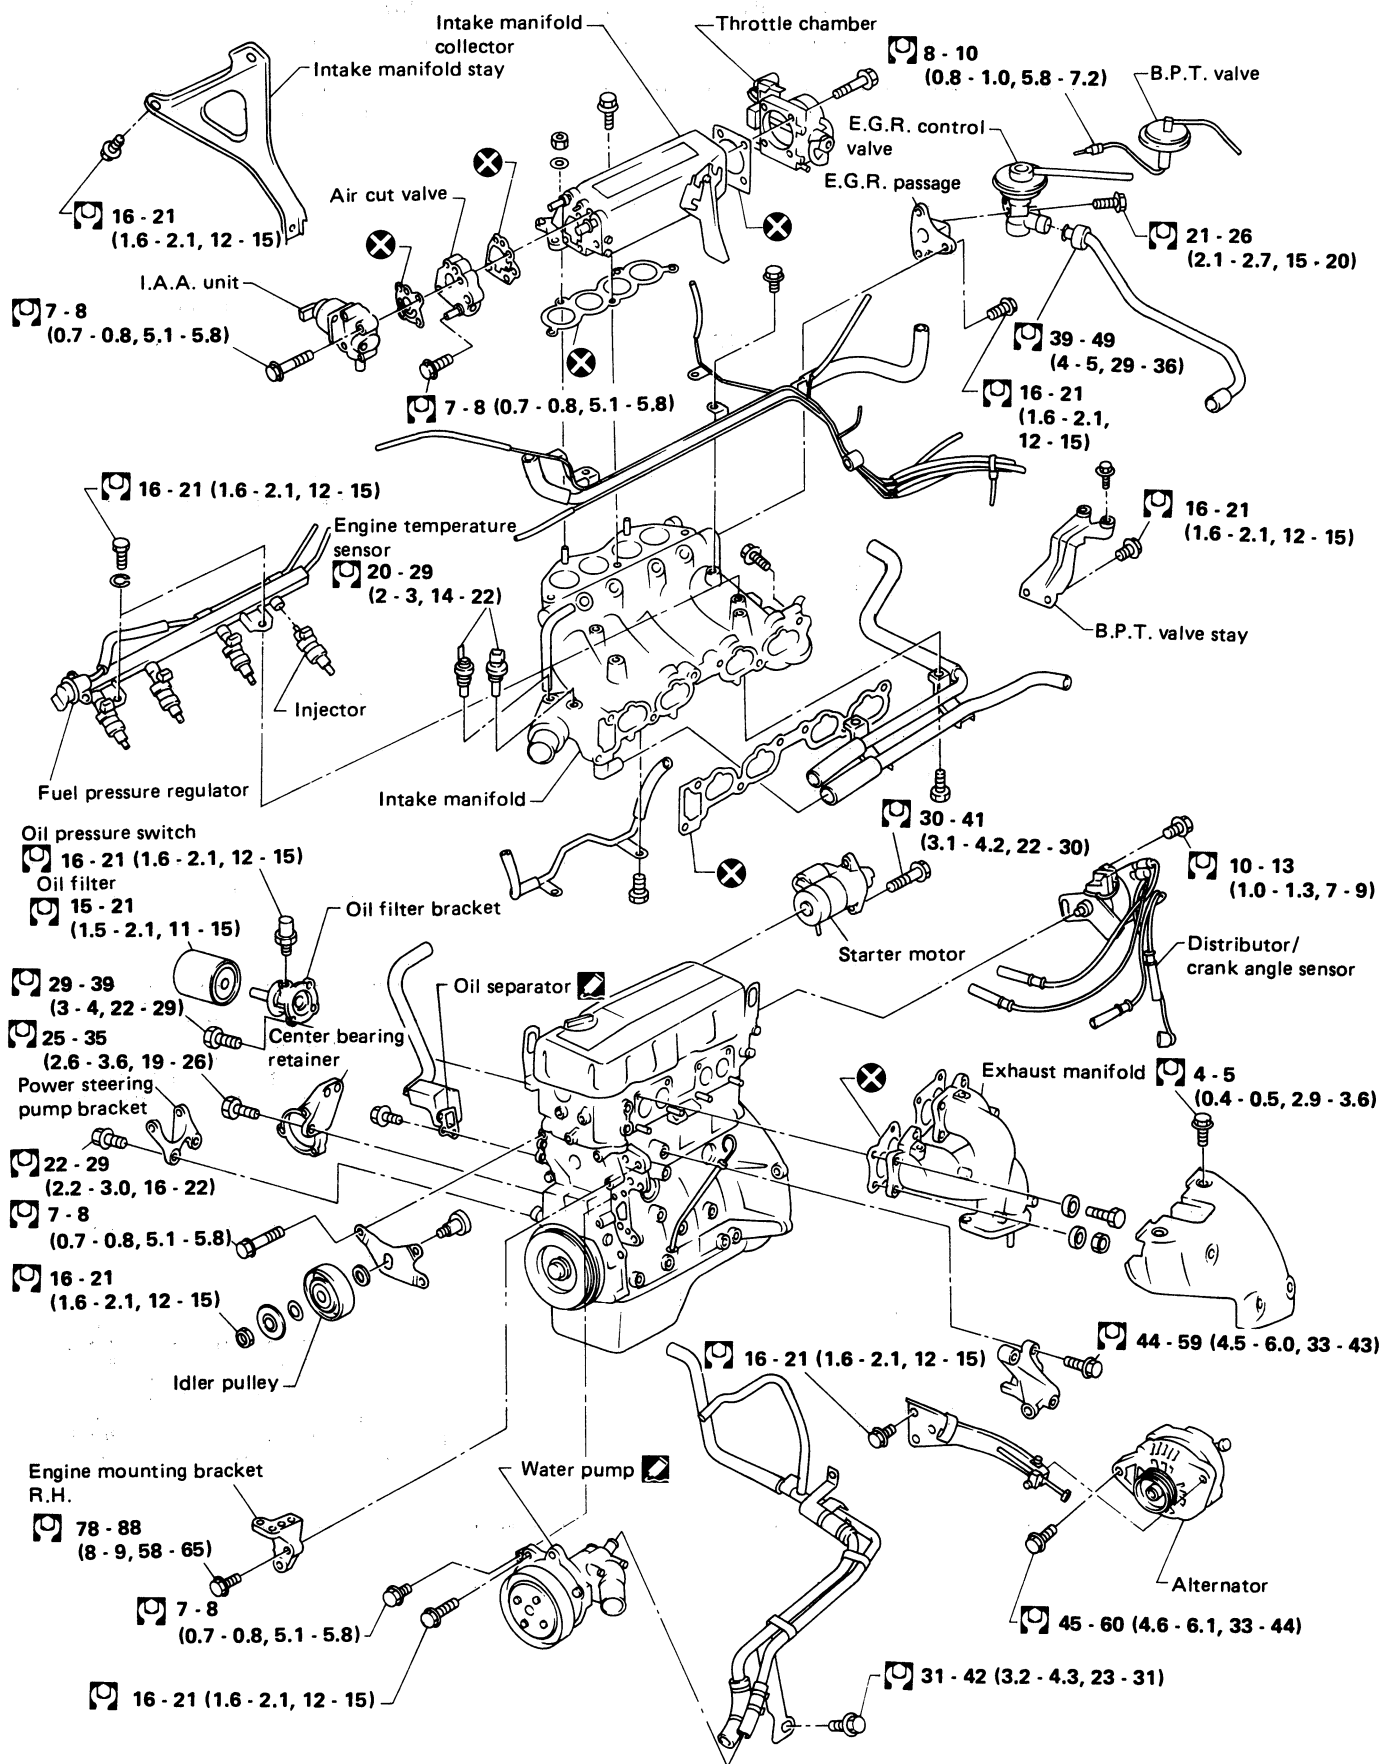 Intake manifold
collector
Throttle chamber
8 - 10
(0.8 - 1.0, 5.8 - 7.2)
B.P.T. valve
Intake manifold stay
E.G.R. control
valve
E.G.R. passage
Air cut valve
16 - 21
(1.6 - 2.1, 12 - 15)
21 - 26
(2.1 - 2.7, 15 - 20)
I.A.A. unit
7 - 8
(0.7 - 0.8, 5.1 - 5.8)
39 - 49
(4 - 5, 29 - 36)
7 - 8 (0.7 - 0.8, 5.1 - 5.8)
16 - 21
(1.6 - 2.1,
12 - 15)
16 - 21 (1.6 - 2.1, 12 - 15)
16 - 21
(1.6 - 2.1, 12 - 15)
Engine temperature
sensor
20 - 29
(2 - 3, 14 - 22)
B.P.T. valve stay
Injector
Fuel pressure regulator
Intake manifold
30 - 41
(3.1 - 4.2, 22 - 30)
Oil pressure switch
16 - 21 (1.6 - 2.1, 12 - 15)
10 - 13
(1.0 - 1.3, 7 - 9)
Oil filter
15 - 21
(1.5 - 2.1, 11 - 15)
Oil filter bracket
Starter motor
Distributor/
crank angle sensor
29 - 39
(3 - 4, 22 - 29)
Oil separator
25 - 35
(2.6 - 3.6, 19 - 26)
Center bearing
retainer
Power steering
pump bracket
Exhaust manifold
4 - 5
(0.4 - 0.5, 2.9 - 3.6)
22 - 29
(2.2 - 3.0, 16 - 22)
7 - 8
(0.7 - 0.8, 5.1 - 5.8)
16 - 21
(1.6 - 2.1, 12 - 15)
44 - 59 (4.5 - 6.0, 33 - 43)
16 - 21 (1.6 - 2.1, 12 - 15)
Idler pulley
Engine mounting bracket
R.H.
78 - 88
(8 - 9, 58 - 65)
Water pump
Alternator
7 - 8
(0.7 - 0.8, 5.1 - 5.8)
45 - 60 (4.6 - 6.1, 33 - 44)
16 - 21 (1.6 - 2.1, 12 - 15)
31 - 42 (3.2 - 4.3, 23 - 31)